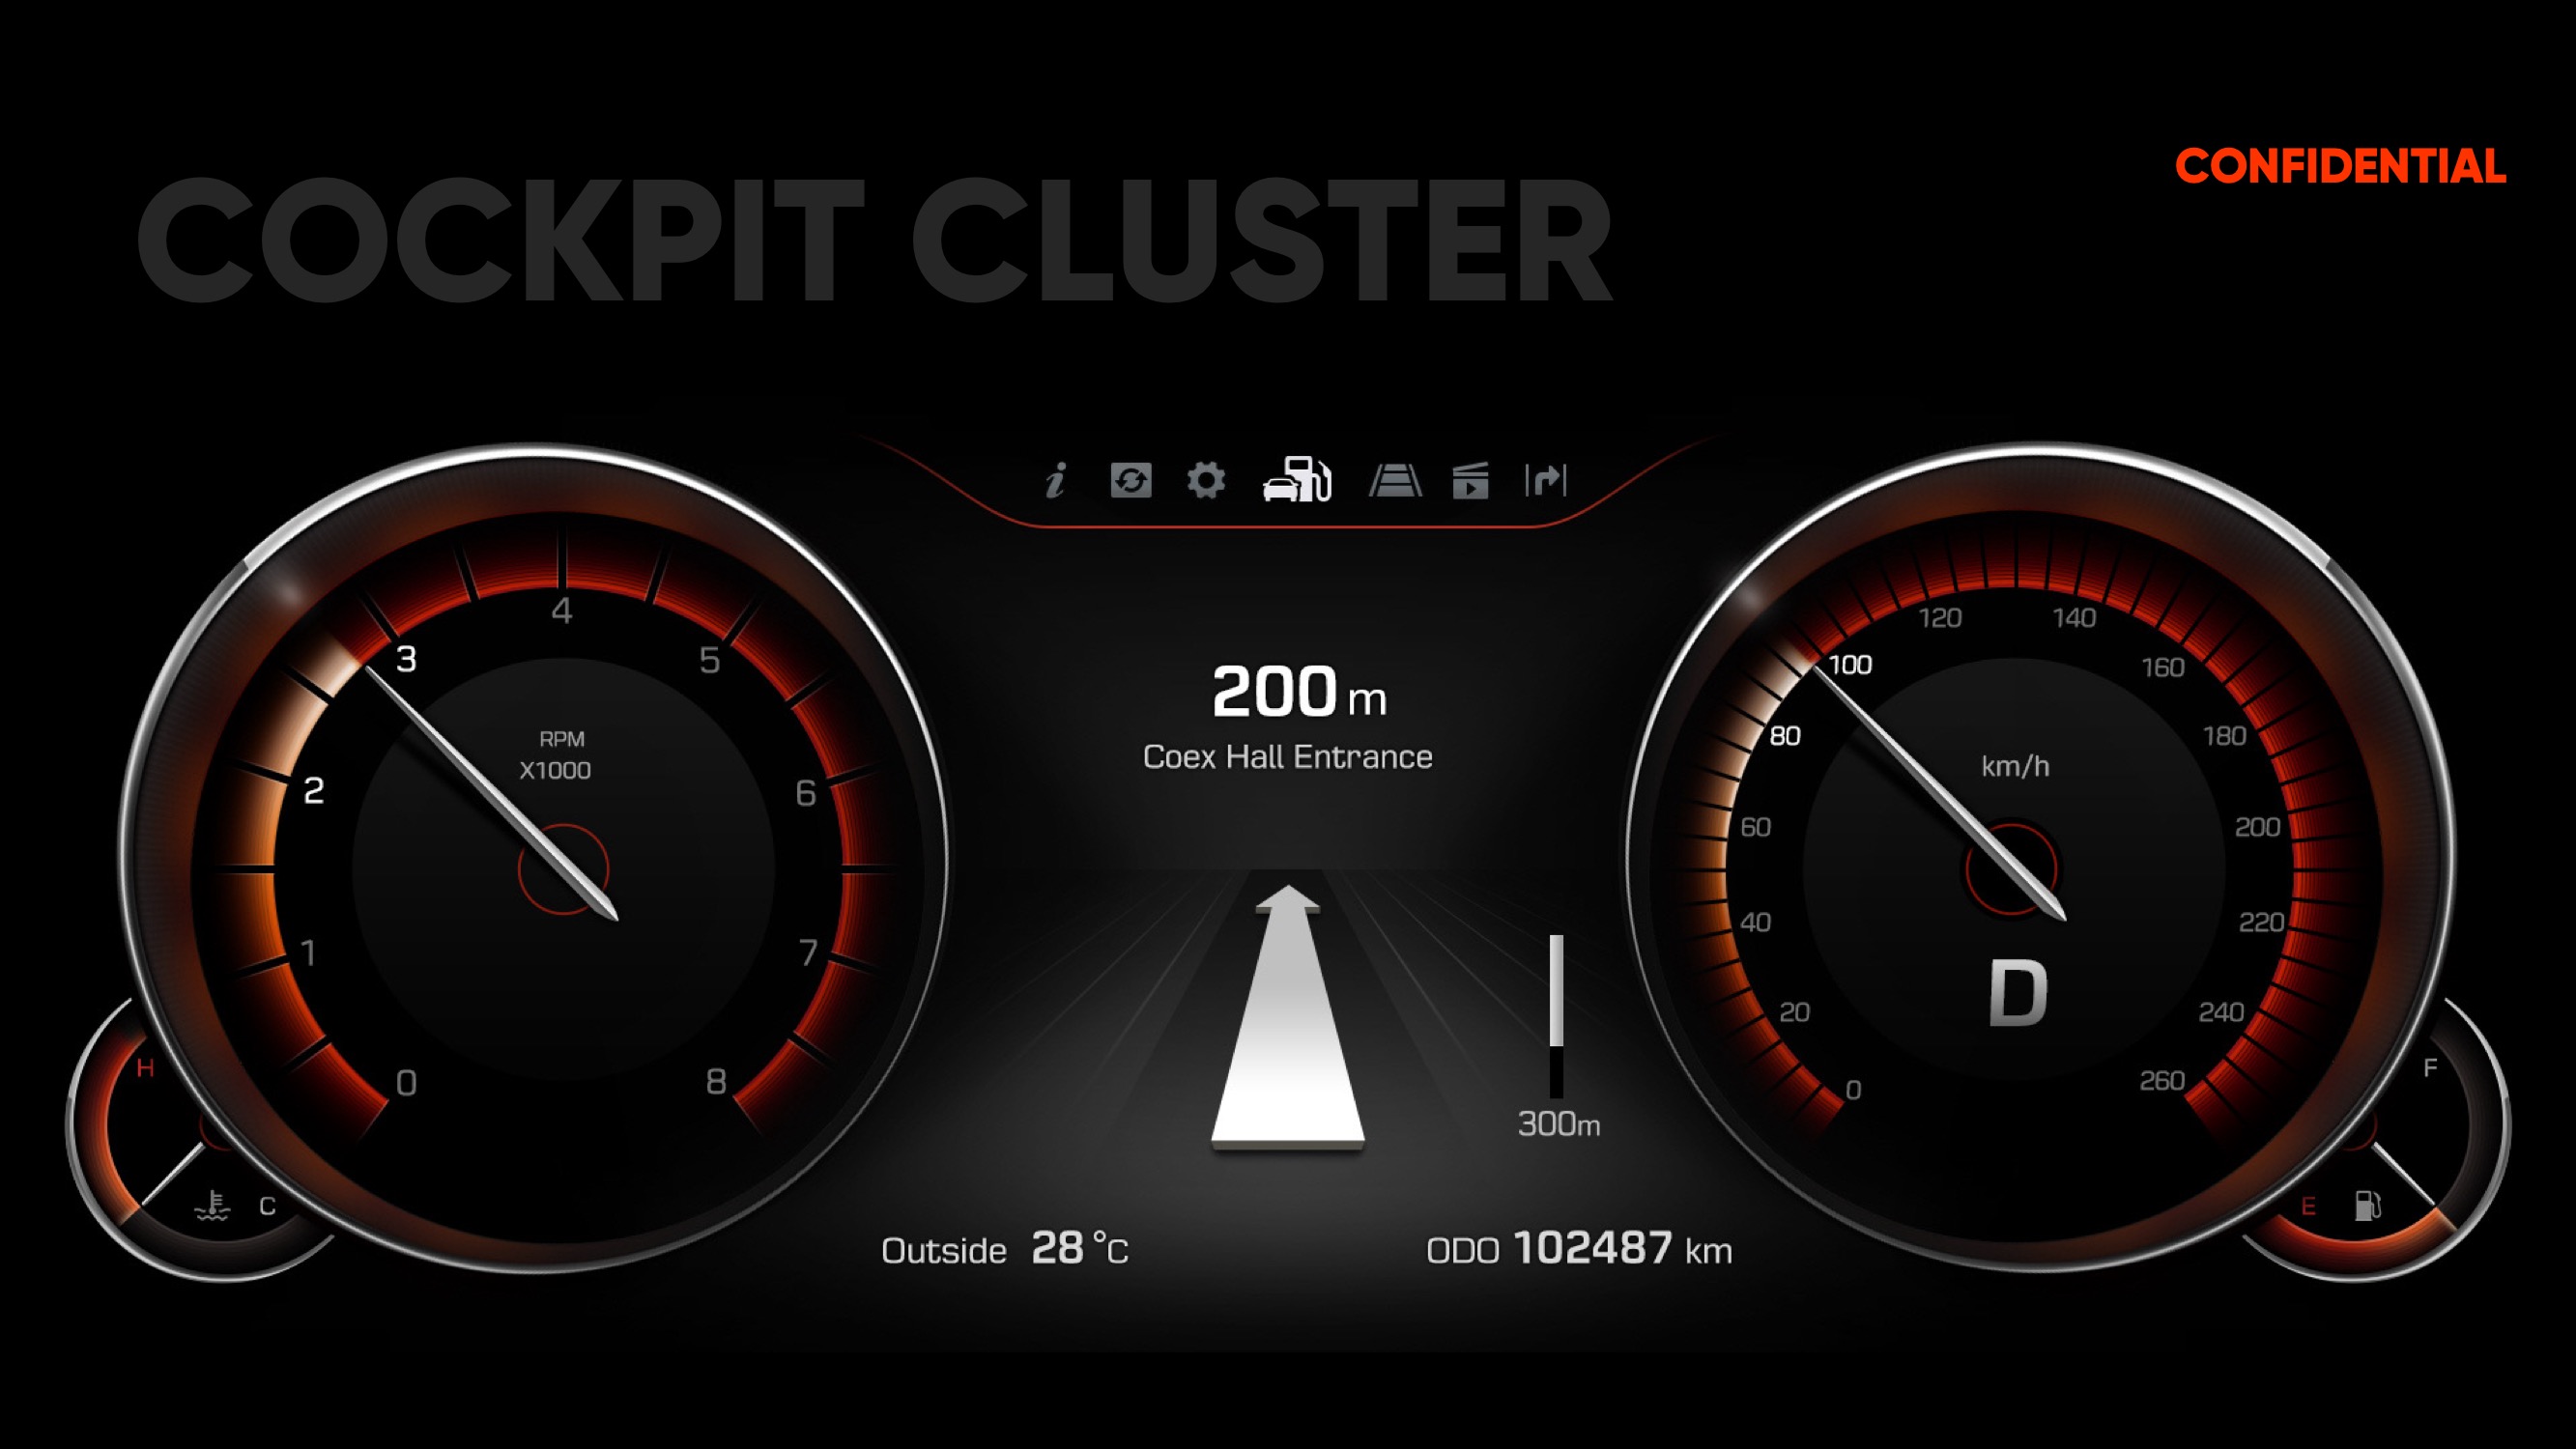 CONFIDENTIAL
COCKPIT CLUSTER
0
1
2
3
4
5
6
7
8
RPM
X1000
H
C
200 m
Coex Hall Entrance
300m
Outside 28 °C
ODO 102487 km
0
20
40
60
80
100
120
140
160
180
200
220
240
260
km/h
D
F
E